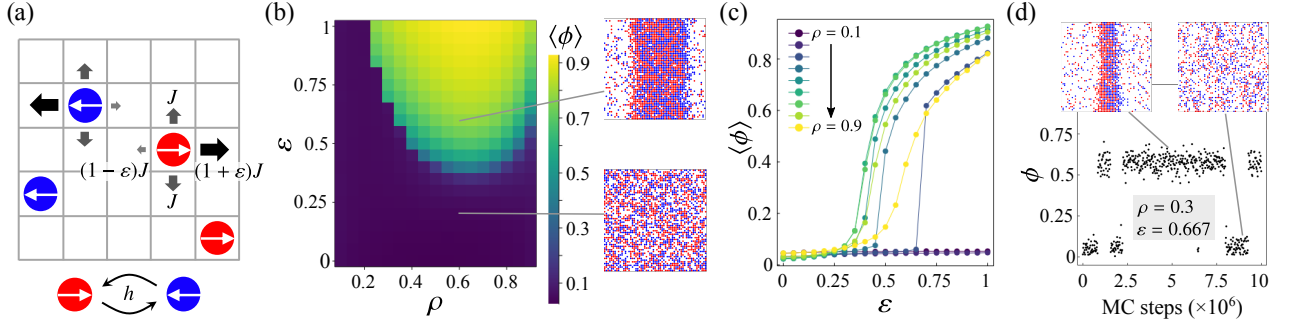 (a)
J
(1 − ε)J
(1 + ε)J
J
h
(b)
1
0.75
0.5
0.25
0
ε
0.2
0.4
0.6
0.8
ρ
⟨ϕ⟩
0.9
0.7
0.5
0.3
0.1
(c)
0.8
0.6
0.4
0.2
0
⟨ϕ⟩
ρ = 0.1
ρ = 0.9
0
0.25
0.5
0.75
1
ε
(d)
0.75
0.5
0.25
0
ϕ
ρ = 0.3
ε = 0.667
0
2.5
5
7.5
10
MC steps (×10⁶)